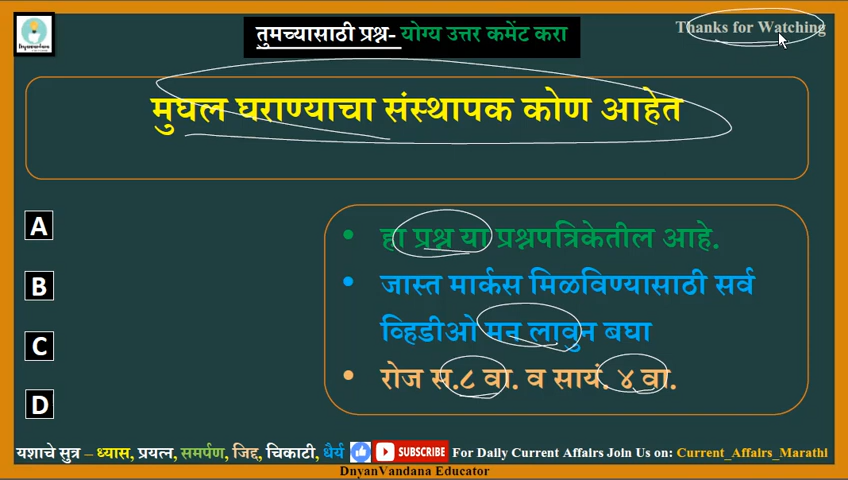 तुमच्यासाठी प्रश्न- योग्य उत्तर कमेंट करा
Thanks for Watching
मुघल घराण्याचा संस्थापक कोण आहेत
A
B
C
D
• हा प्रश्न या प्रश्नपत्रिकेतील आहे.
• जास्त मार्कस मिळविण्यासाठी सर्व
व्हिडीओ मन लावुन बघा
• रोज स.८ वा. व सायं. ४ वा.
यशाचे सुत्र – ध्यास, प्रयत्न, समर्पण, जिद्द, चिकाटी, धैर्य SUBSCRIBE For Daily Current Affairs Join Us on: Current_Affairs_Marathi
DnyanVandana Educator